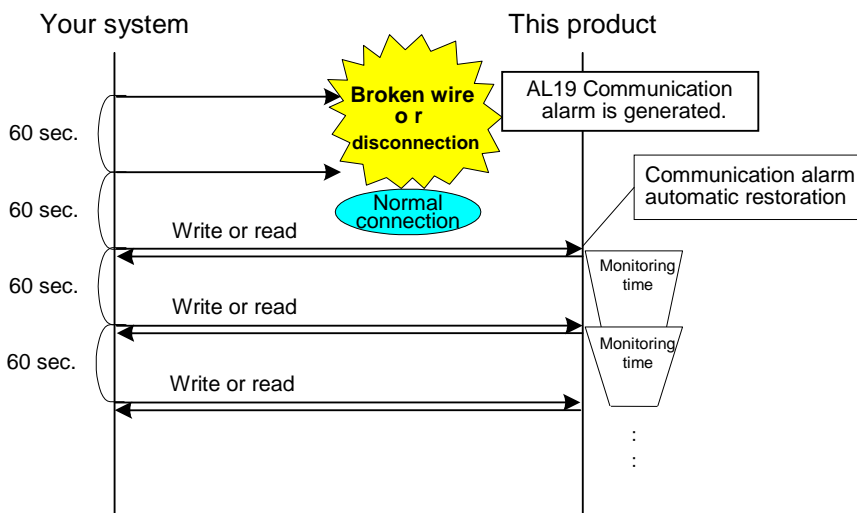 Your system
This product
Broken wire
o r
disconnection
AL19 Communication
alarm is generated.
60 sec.
Communication alarm
automatic restoration
60 sec.
Normal
connection
Write or read
Monitoring
time
60 sec.
Write or read
Monitoring
time
60 sec.
Write or read
:
: